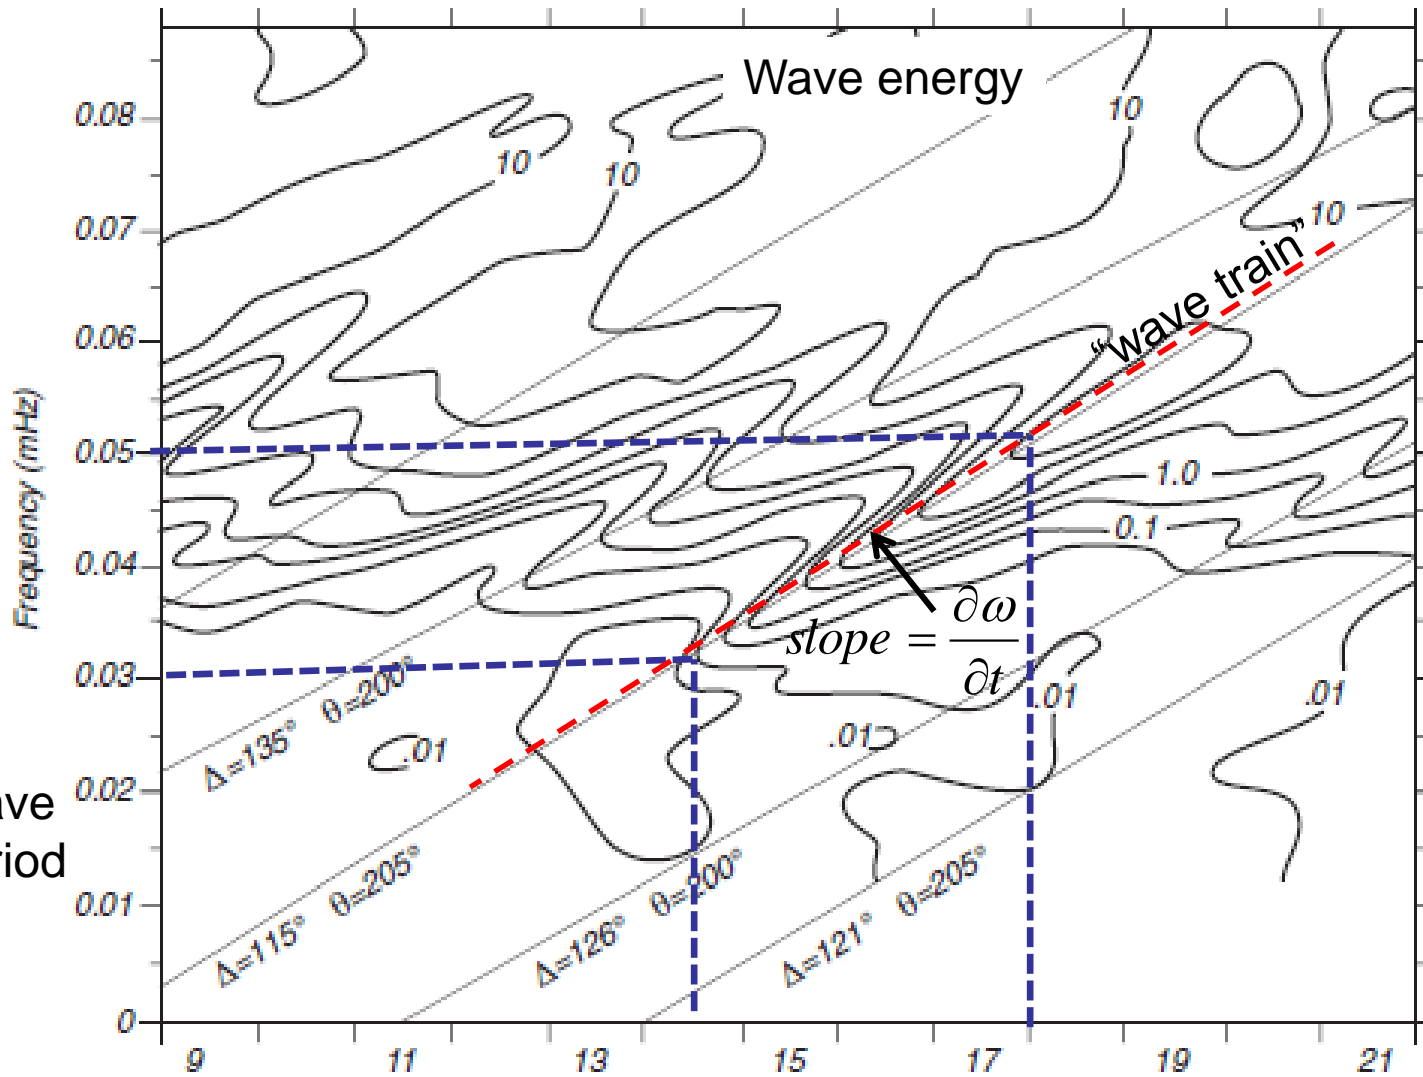 Wave energy
0.08
10
10
10
0.07
10
"wave train"
0.06
Frequency (mHz)
0.05
1.0
0.1
0.04
slope = ∂ω
∂t
0.03
θ=200°
.01
.01
Δ=135°
.01
.01
0.02
θ=205°
θ=200°
θ=205°
0.01
Δ=115°
Δ=126°
Δ=121°
0
9 11 13 15 17 19 21